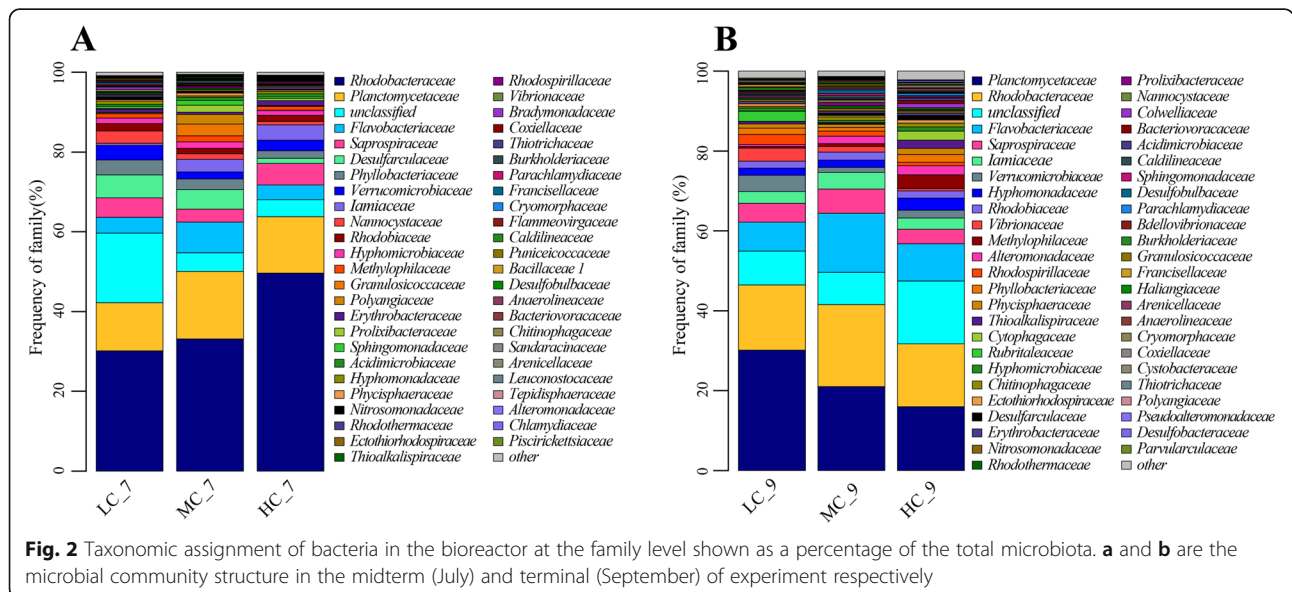 A
Frequency of family(%)
100
80
60
40
20
0
LC_7
MC_7
HC_7
Rhodobacteraceae
Planctomycetaceae
unclassified
Flavobacteriaceae
Saprospiraceae
Desulfarculaceae
Phyllobacteriaceae
Verrucomicrobiaceae
Iamiaceae
Nannocystaceae
Rhodobiaceae
Hyphomicrobiaceae
Methylophilaceae
Granulosicoccaceae
Polyangiaceae
Erythrobacteraceae
Prolixibacteraceae
Sphingomonadaceae
Acidimicrobiaceae
Hyphomonadaceae
Phycisphaeraceae
Nitrosomonadaceae
Rhodothermaceae
Ectothiorhodospiraceae
Thioalkalispiraceae
Rhodospirillaceae
Vibrionaceae
Bradymonadaceae
Coxiellaceae
Thiotrichaceae
Burkholderiaceae
Parachlamydiaceae
Francisellaceae
Cryomorphaceae
Flammeovirgaceae
Caldilineaceae
Puniceicoccaceae
Bacillaceae 1
Desulfobulbaceae
Anaerolineaceae
Bacteriovoracaceae
Chitinophagaceae
Sandaracinaceae
Arenicellaceae
Leuconostocaceae
Tepidisphaeraceae
Alteromonadaceae
Chlamydiaceae
Piscirickettsiaceae
other
B
Frequency of family (%)
100
80
60
40
20
0
LC_9
MC_9
HC_9
Planctomycetaceae
Rhodobacteraceae
unclassified
Flavobacteriaceae
Saprospiraceae
Iamiaceae
Verrucomicrobiaceae
Hyphomonadaceae
Rhodobiaceae
Vibrionaceae
Methylophilaceae
Alteromonadaceae
Rhodospirillaceae
Phyllobacteriaceae
Phycisphaeraceae
Thioalkalispiraceae
Cytophagaceae
Rubritaleaceae
Hyphomicrobiaceae
Chitinophagaceae
Ectothiorhodospiraceae
Desulfarculaceae
Erythrobacteraceae
Nitrosomonadaceae
Rhodothermaceae
Prolixibacteraceae
Nannocystaceae
Colwelliaceae
Bacteriovoracaceae
Acidimicrobiaceae
Caldilineaceae
Sphingomonadaceae
Desulfobulbaceae
Parachlamydiaceae
Bdellovibrionaceae
Burkholderiaceae
Granulosicoccaceae
Francisellaceae
Haliangiaceae
Arenicellaceae
Anaerolineaceae
Cryomorphaceae
Coxiellaceae
Cystobacteraceae
Thiotrichaceae
Polyangiaceae
Pseudoalteromonadaceae
Desulfobacteraceae
Parvularculaceae
other
Fig. 2 Taxonomic assignment of bacteria in the bioreactor at the family level shown as a percentage of the total microbiota. a and b are the
microbial community structure in the midterm (July) and terminal (September) of experiment respectively